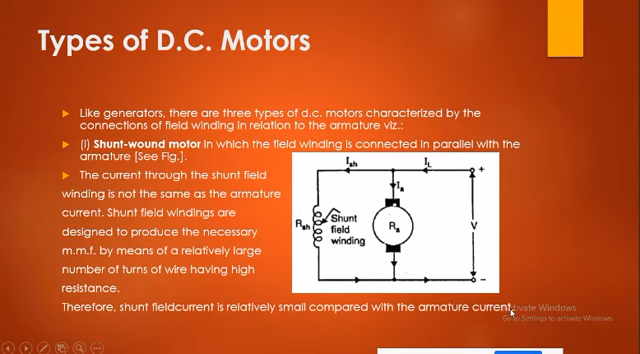 Types of D.C. Motors
Like generators, there are three types of d.c. motors characterized by the
connections of field winding in relation to the armature viz.:
(i) Shunt-wound motor in which the field winding is connected in parallel with the
armature [See Fig.].
The current through the shunt field
winding is not the same as the armature
current. Shunt field windings are
designed to produce the necessary
m.m.f. by means of a relatively large
number of turns of wire having high
resistance.
Therefore, shunt fieldcurrent is relatively small compared with the armature current.
Ish
IL
+
Ia
Rsh
Shunt
field
winding
Ra
V
–
Activate Windows
Go to Settings to activate Windows.